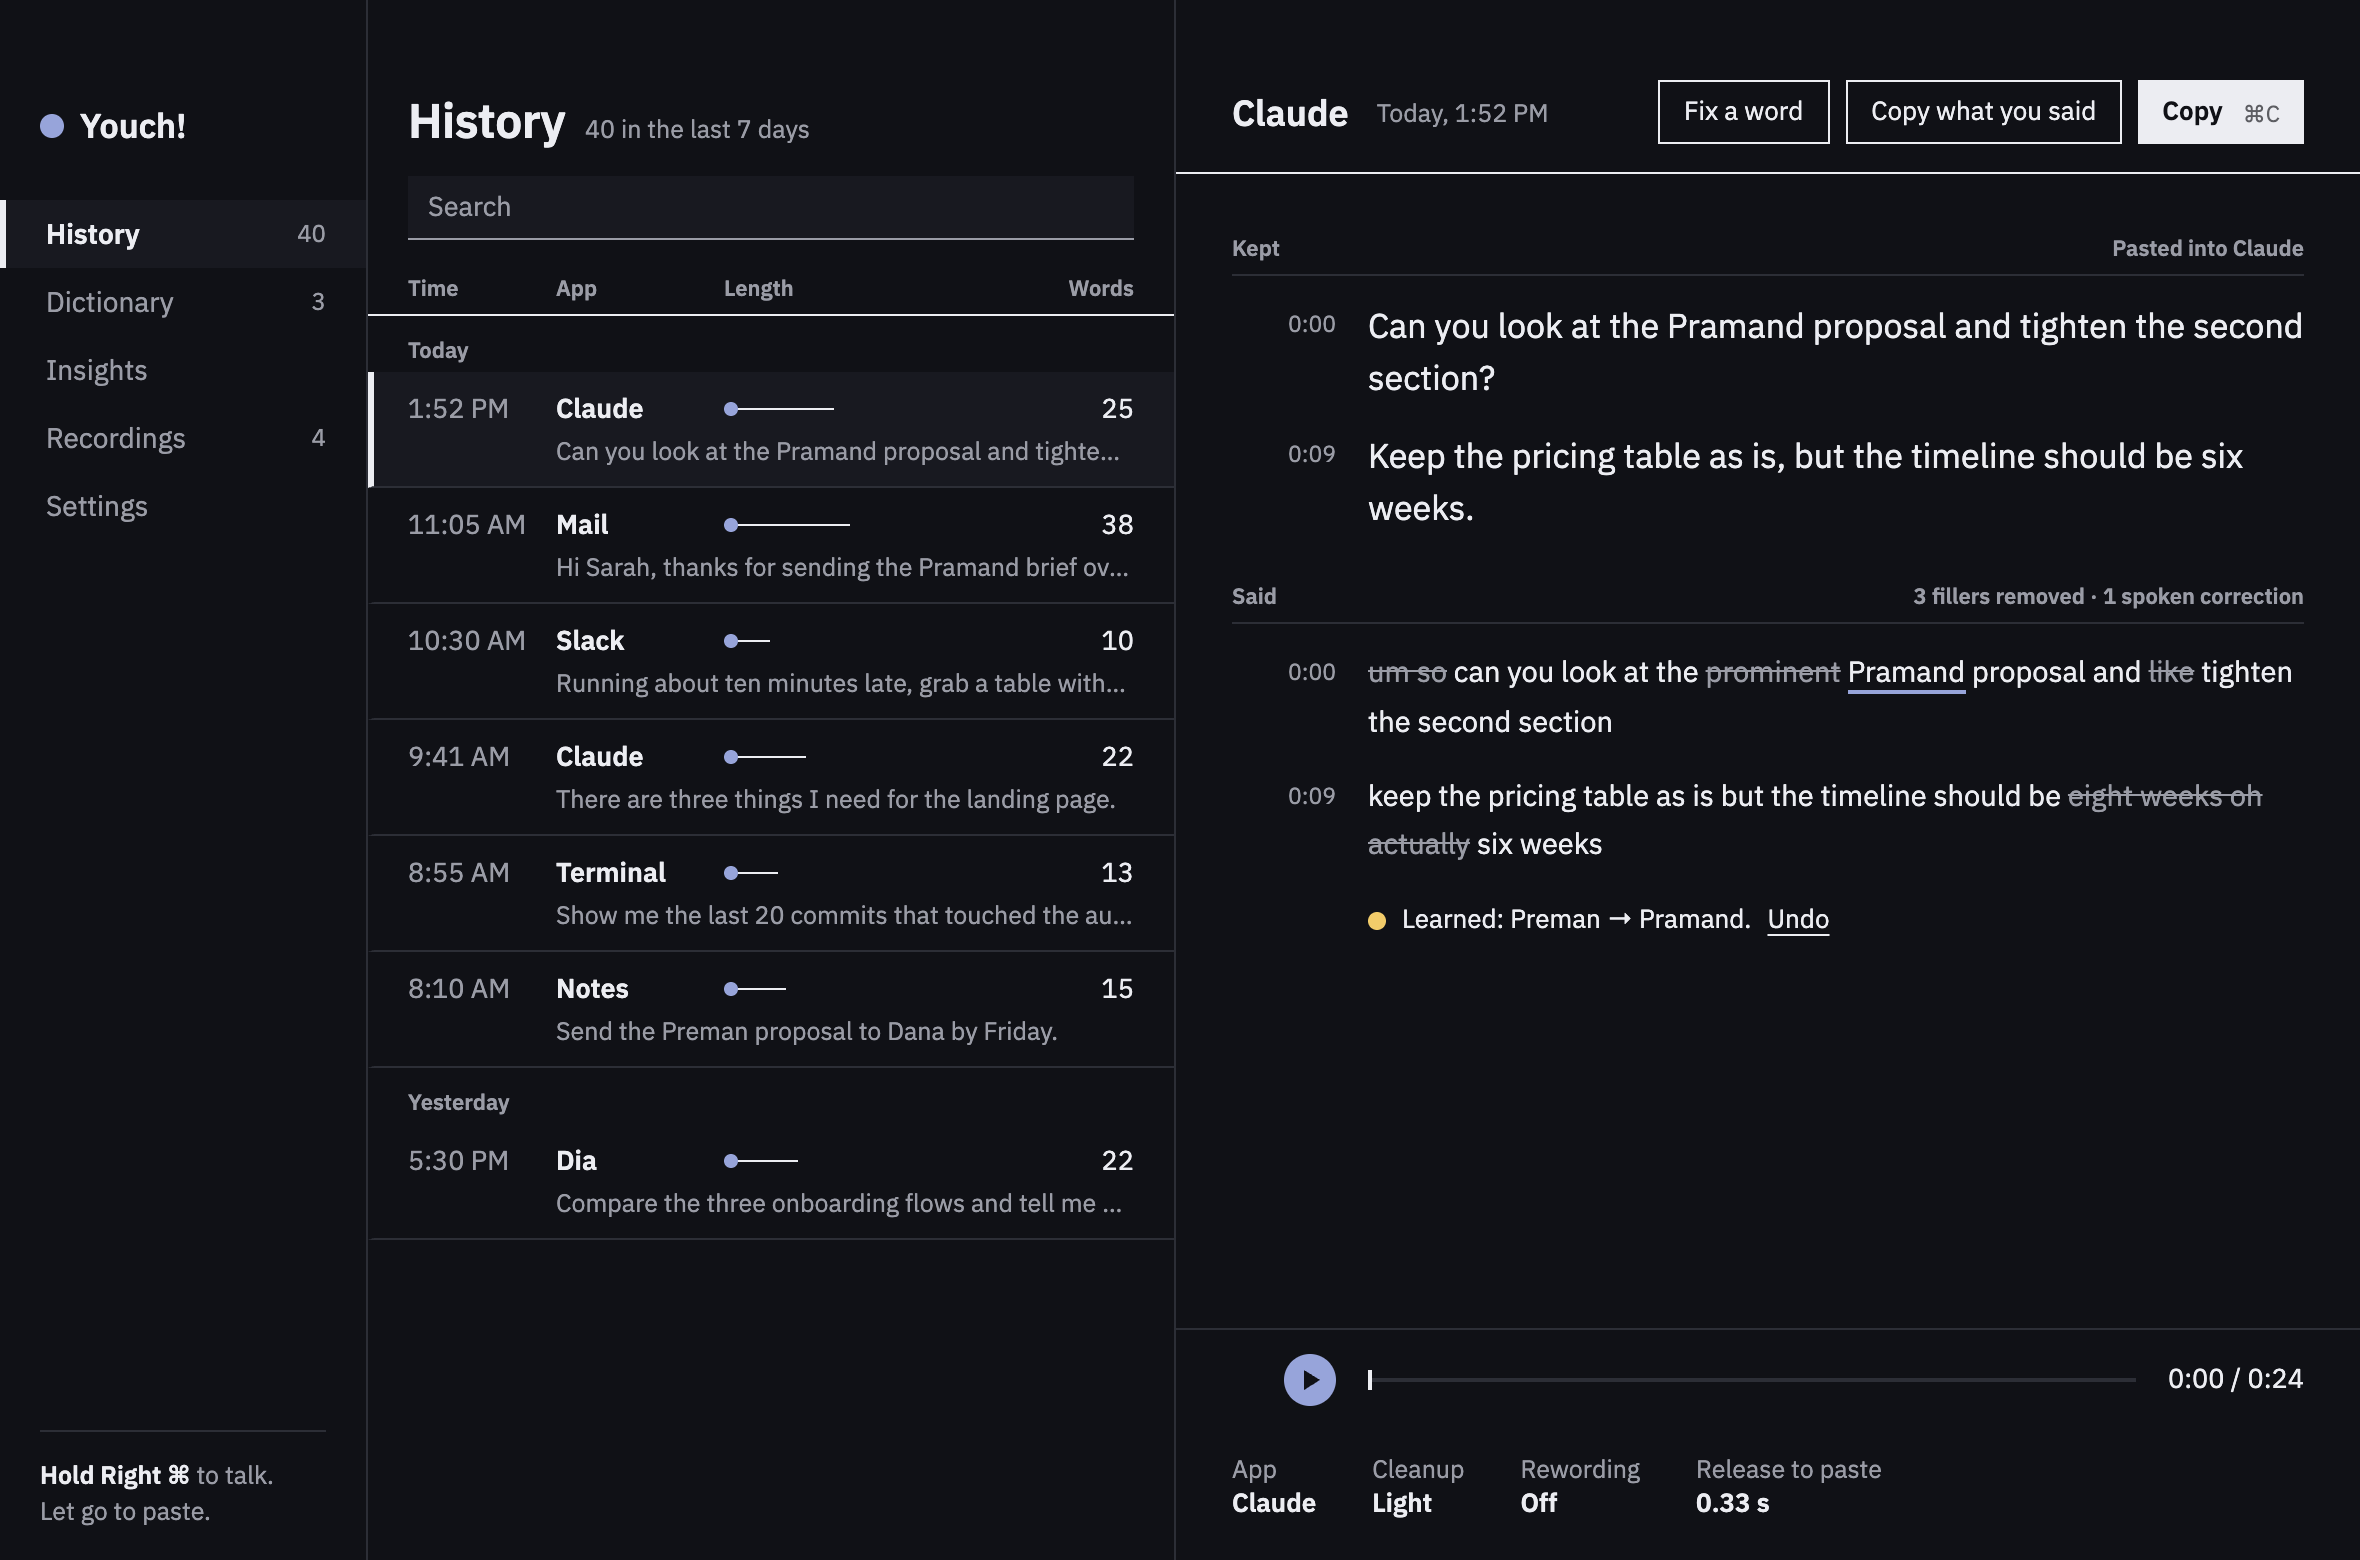 Youch!
History 40
Dictionary 3
Insights
Recordings 4
Settings
Hold Right ⌘ to talk.
Let go to paste.
History 40 in the last 7 days
Search
Time App Length Words
Today
1:52 PM Claude 25
Can you look at the Pramand proposal and tighte...
11:05 AM Mail 38
Hi Sarah, thanks for sending the Pramand brief ov...
10:30 AM Slack 10
Running about ten minutes late, grab a table with...
9:41 AM Claude 22
There are three things I need for the landing page.
8:55 AM Terminal 13
Show me the last 20 commits that touched the au...
8:10 AM Notes 15
Send the Preman proposal to Dana by Friday.
Yesterday
5:30 PM Dia 22
Compare the three onboarding flows and tell me ...
Claude Today, 1:52 PM Fix a word Copy what you said Copy ⌘C
Kept Pasted into Claude
0:00 Can you look at the Pramand proposal and tighten the second
section?
0:09 Keep the pricing table as is, but the timeline should be six
weeks.
Said 3 fillers removed · 1 spoken correction
0:00 um so can you look at the prominent Pramand proposal and like tighten
the second section
0:09 keep the pricing table as is but the timeline should be eight weeks oh
actually six weeks
Learned: Preman → Pramand. Undo
0:00 / 0:24
App Cleanup Rewording Release to paste
Claude Light Off 0.33 s